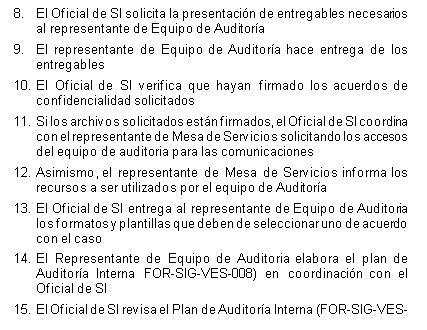 8. El Oficial de SI solicita la presentación de entregables necesarios
al representante de Equipo de Auditoría
9. El representante de Equipo de Auditoría hace entrega de los
entregables
10. El Oficial de SI verifica que hayan firmado los acuerdos de
confidencialidad solicitados
11. Si los archivos solicitados están firmados, el Oficial de SI coordina
con el representante de Mesa de Servicios solicitando los accesos
del equipo de auditoria para las comunicaciones
12. Asimismo, el representante de Mesa de Servicios informa los
recursos a ser utilizados por el equipo de Auditoría
13. El Oficial de SI entrega al representante de Equipo de Auditoria
los formatos y plantillas que deben de seleccionar uno de acuerdo
con el caso
14. El Representante de Equipo de Auditoria elabora el plan de
Auditoría Interna FOR-SIG-VES-008) en coordinación con el
Oficial de SI
15. El Oficial de SI revisa el Plan de Auditoría Interna (FOR-SIG-VES-